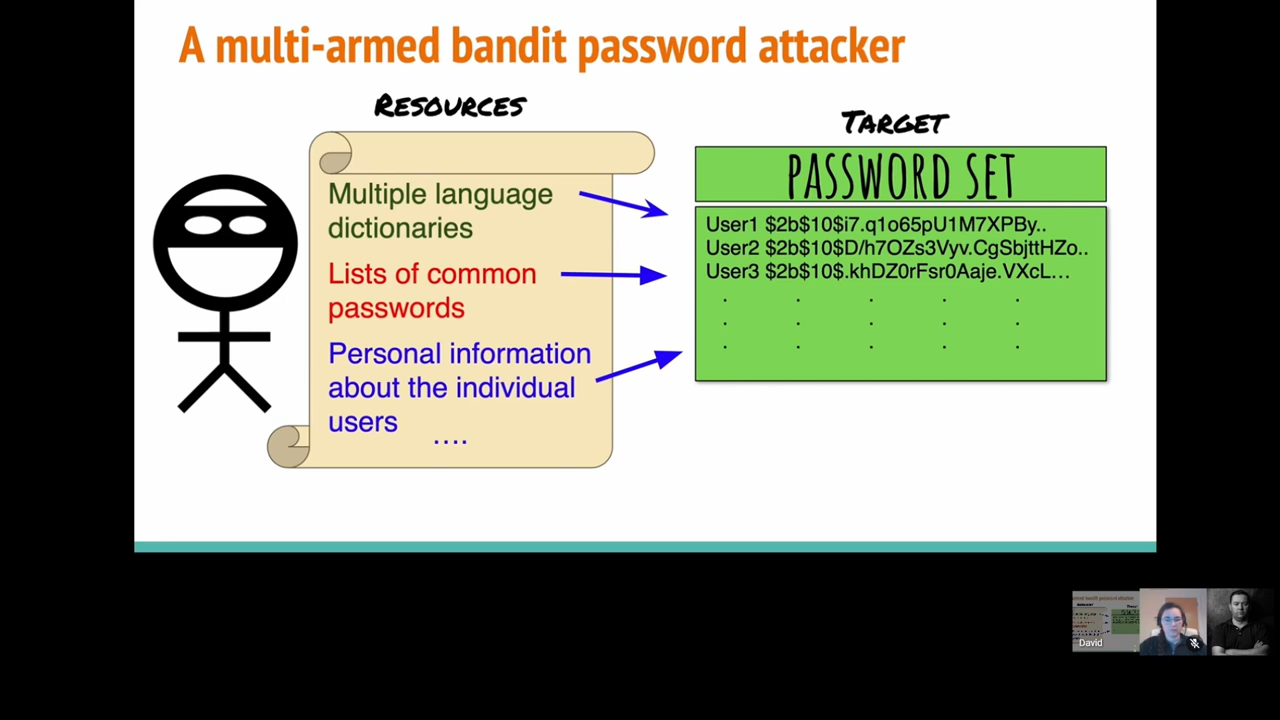 A multi-armed bandit password attacker
RESOURCES
Multiple language
dictionaries
Lists of common
passwords
Personal information
about the individual
users
....
TARGET
PASSWORD SET
User1 $2b$10$i7.q1o65pU1M7XPBy..
User2 $2b$10$D/h7OZs3Vyv.CgSbjttHZo..
User3 $2b$10$.khDZ0rFsr0Aaje.VXcL...
. . . . .
. . . . .
. . . . .
David